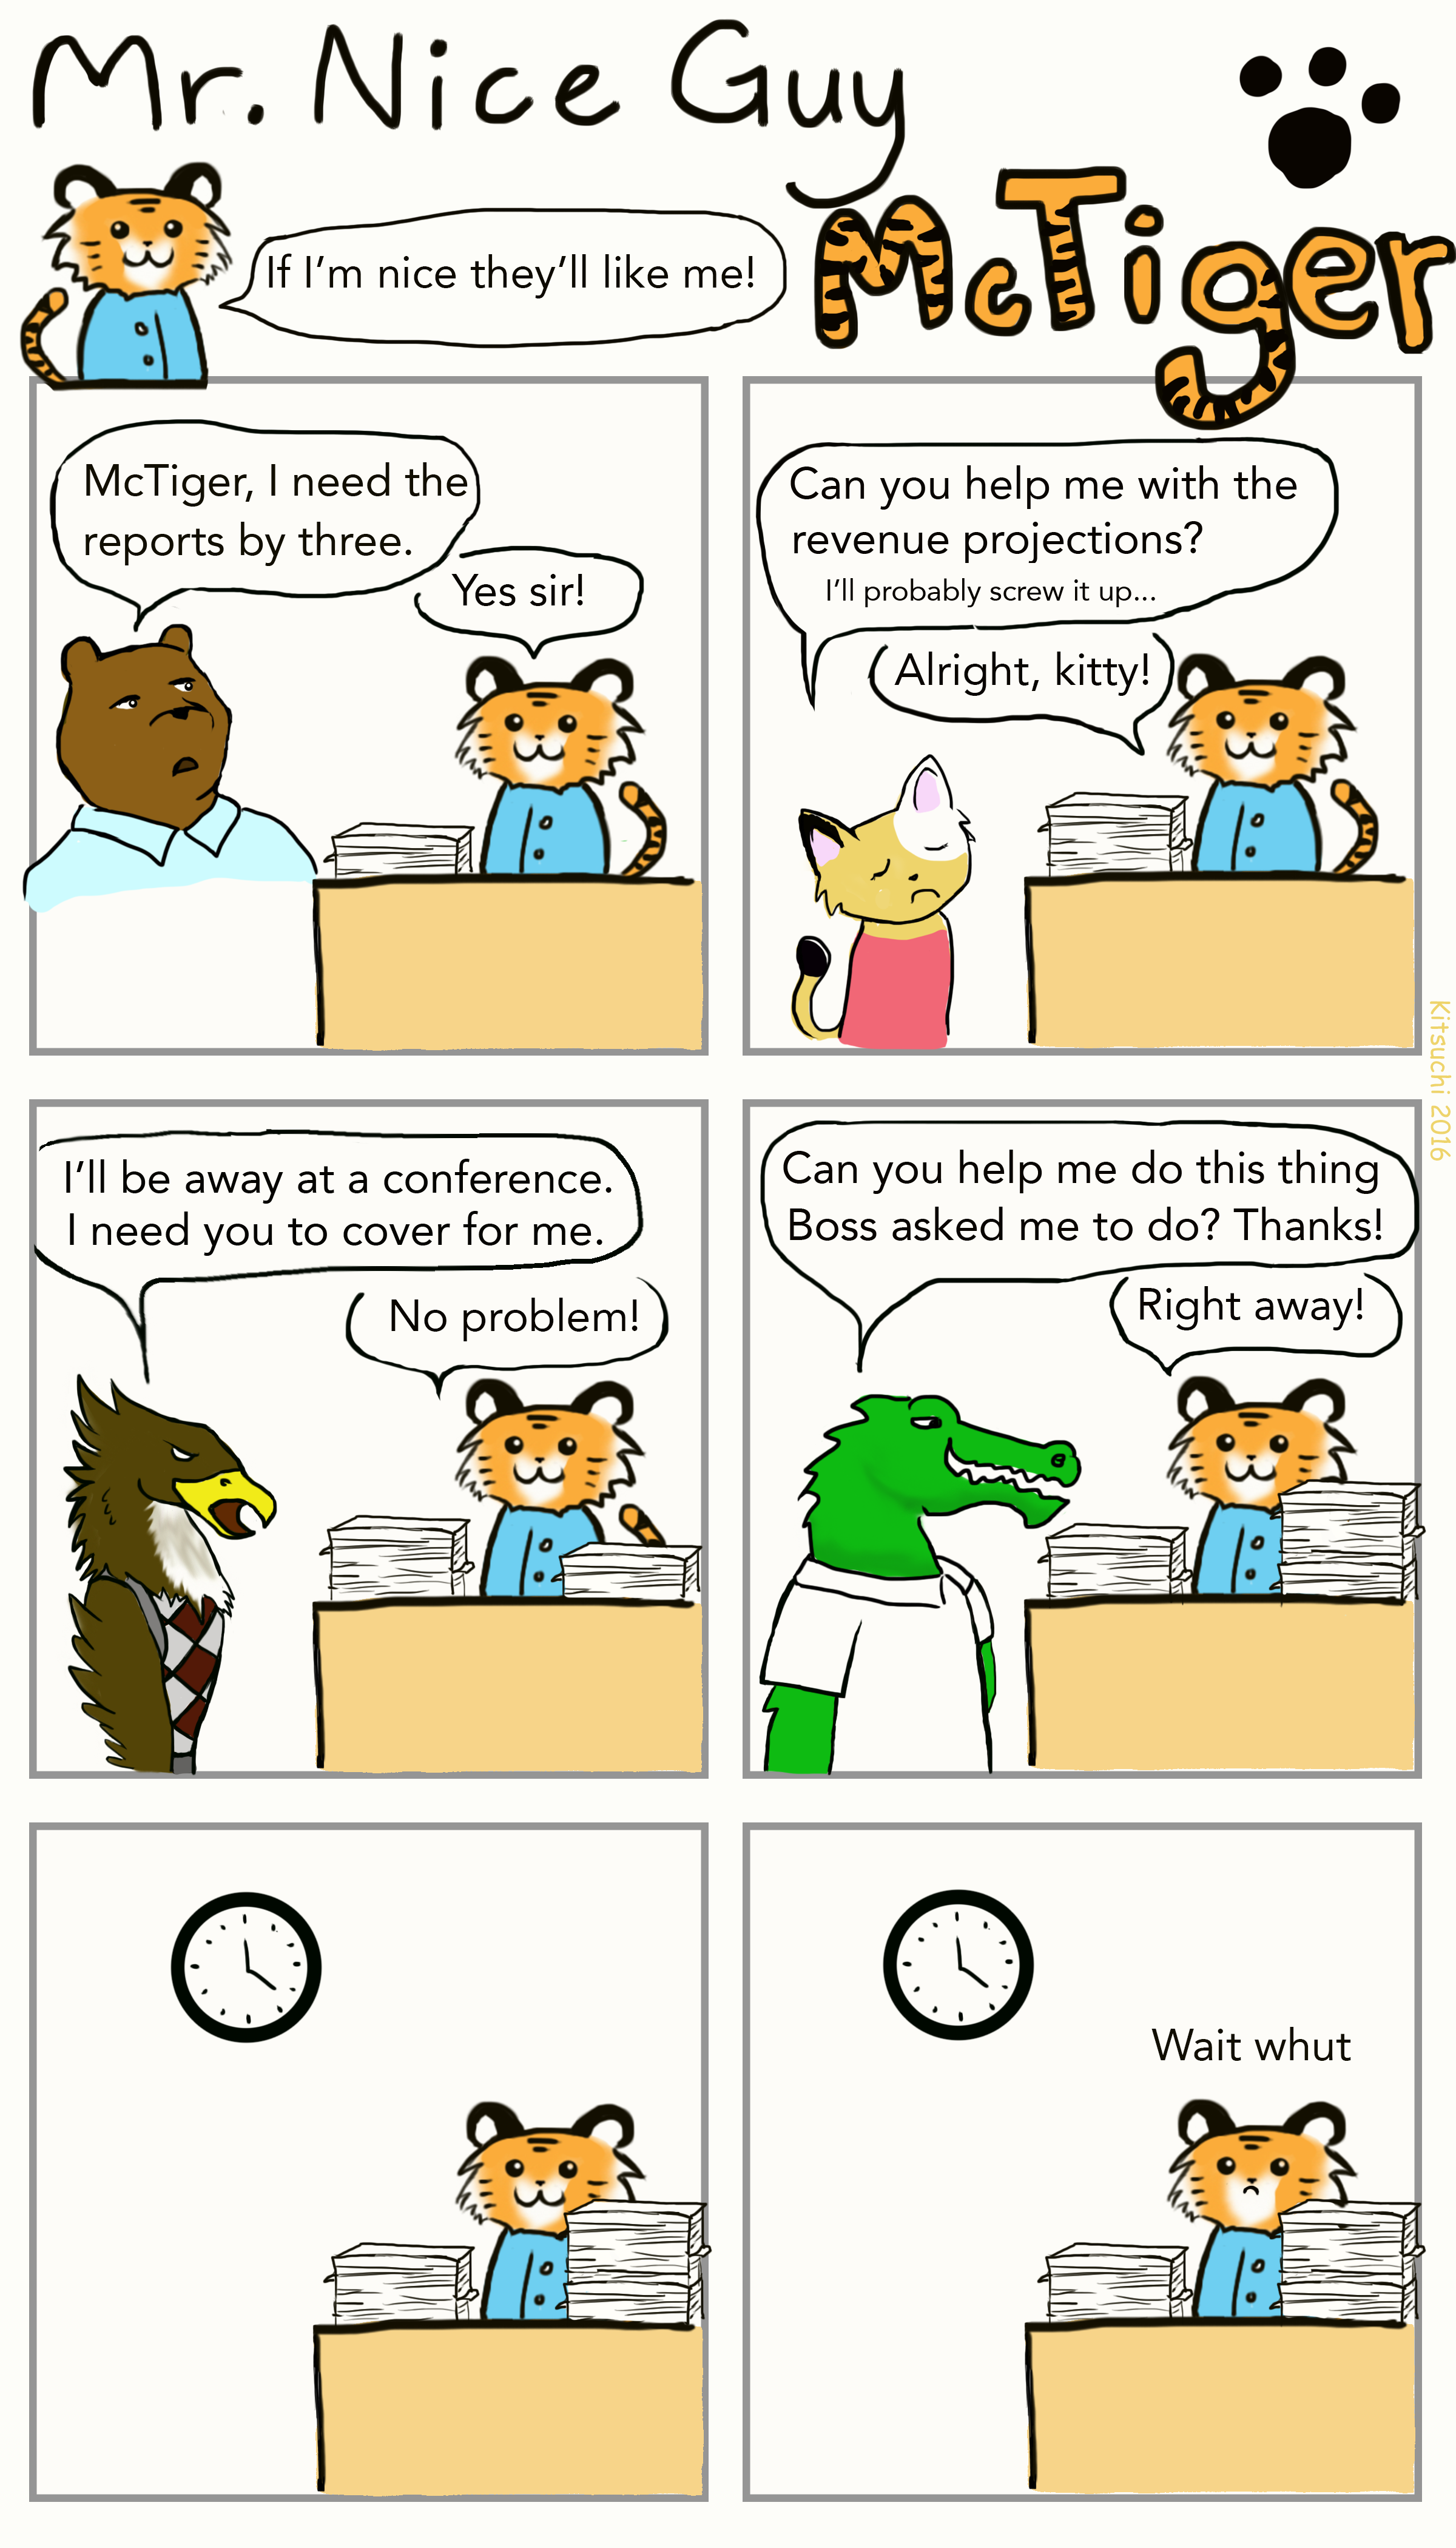 Mr. Nice Guy
McTiger
If I'm nice they'll like me!
McTiger, I need the
reports by three.
Yes sir!
Can you help me with the
revenue projections?
I'll probably screw it up...
Alright, kitty!
I'll be away at a conference.
I need you to cover for me.
No problem!
Can you help me do this thing
Boss asked me to do? Thanks!
Right away!
Wait whut
Kitsuchi 2016